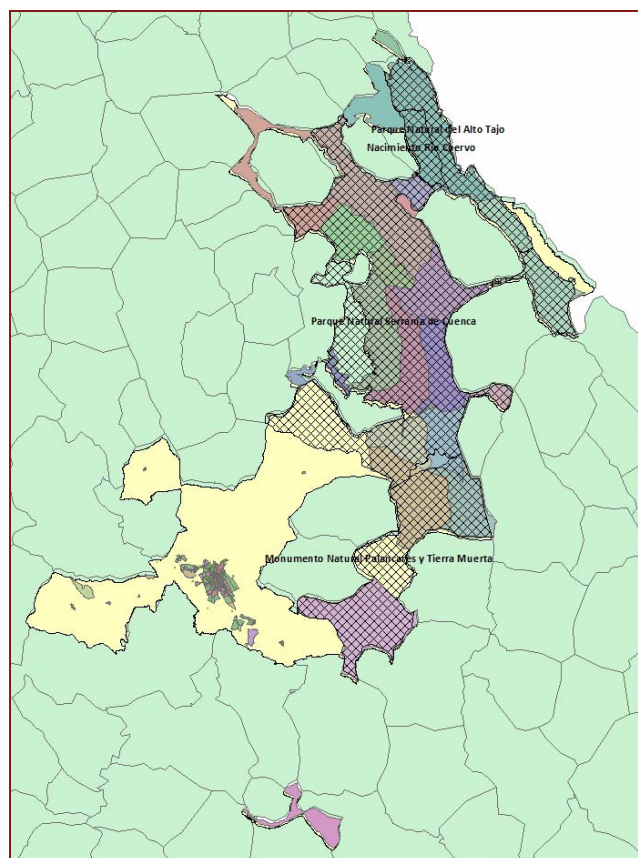 Parque Natural del Alto Tajo
Nacimiento Río Cuervo
Parque Natural Serranía de Cuenca
Monumento Natural Palancares y Tierra Muerta